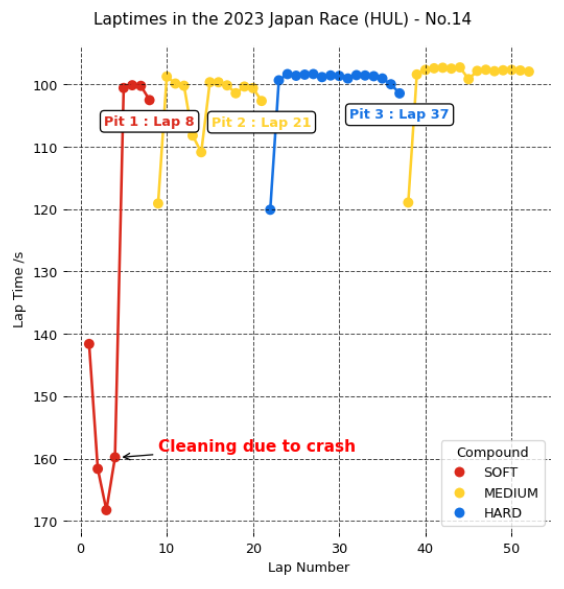 Laptimes in the 2023 Japan Race (HUL) - No.14
Lap Time /s
100
110
120
130
140
150
160
170
Pit 1 : Lap 8
Pit 2 : Lap 21
Pit 3 : Lap 37
Cleaning due to crash
Compound
SOFT
MEDIUM
HARD
0
10
20
30
40
50
Lap Number